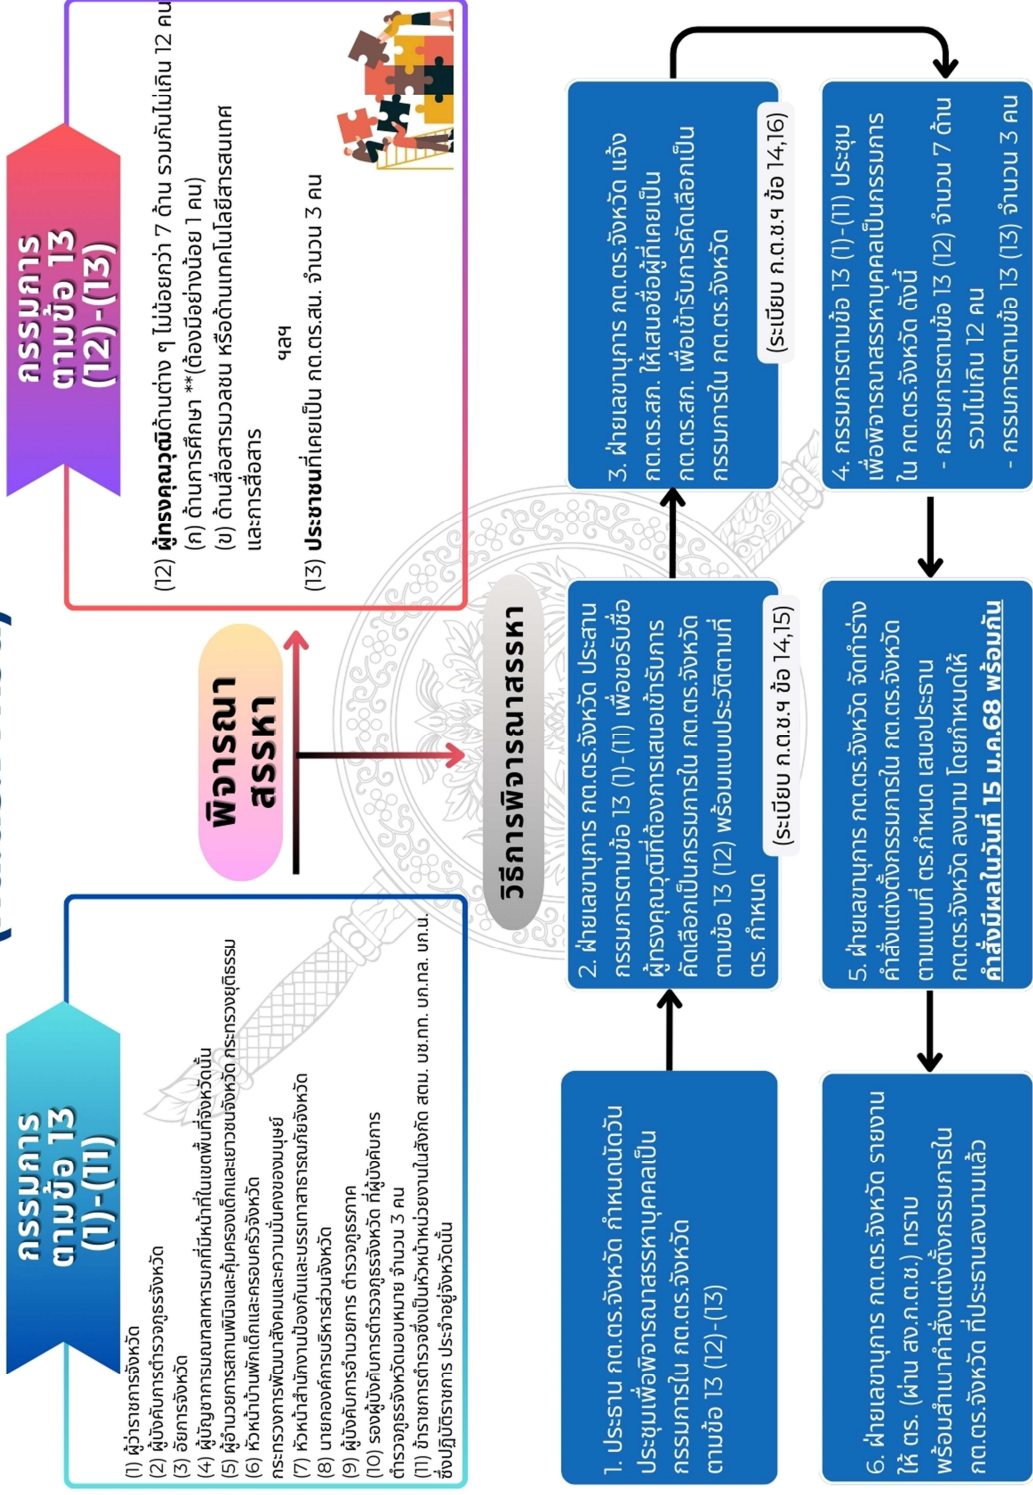 กรรมการ
ตามข้อ 13
(1)-(11)
(1) ผู้ว่าราชการจังหวัด
(2) ผู้บังคับการตำรวจภูธรจังหวัด
(3) อัยการจังหวัด
(4) ผู้บัญชาการมณฑลทหารบกที่มีหน้าที่ในเขตพื้นที่จังหวัดนั้น
(5) ผู้อำนวยการสถานพินิจและคุ้มครองเด็กและเยาวชนจังหวัด กระทรวงยุติธรรม
(6) หัวหน้าบ้านพักเด็กและครอบครัวจังหวัด
กระทรวงการพัฒนาสังคมและความมั่นคงของมนุษย์
(7) หัวหน้าสำนักงานป้องกันและบรรเทาสาธารณภัยจังหวัด
(8) นายกองค์การบริหารส่วนจังหวัด
(9) ผู้บังคับการอำนวยการ ตำรวจภูธรภาค
(10) รองผู้บังคับการตำรวจภูธรจังหวัด ที่ผู้บังคับการ
ตำรวจภูธรจังหวัดมอบหมาย จำนวน 3 คน
(11) ข้าราชการตำรวจซึ่งเป็นหัวหน้าหน่วยงานในสังกัด สตม. บช.ทท. บก.ทล. บก.น.
ซึ่งปฏิบัติราชการ ประจำอยู่จังหวัดนั้น
พิจารณา
สรรหา
กรรมการ
ตามข้อ 13
(12)-(13)
(12) ผู้ทรงคุณวุฒิด้านต่าง ๆ ไม่น้อยกว่า 7 ด้าน รวมกันไม่เกิน 12 คน
(ก) ด้านการศึกษา **(ต้องมีอย่างน้อย 1 คน)
(ข) ด้านสื่อสารมวลชน หรือด้านเทคโนโลยีสารสนเทศ
และการสื่อสาร
ฯลฯ
(13) ประชาชนที่เคยเป็น กต.ตร.สน. จำนวน 3 คน
วิธีการพิจารณาสรรหา
1. ประธาน กต.ตร.จังหวัด กำหนดนัดวัน
ประชุมเพื่อพิจารณาสรรหาบุคคลเป็น
กรรมการใน กต.ตร.จังหวัด
ตามข้อ 13 (12)-(13)
2. ฝ่ายเลขานุการ กต.ตร.จังหวัด ประสาน
กรรมการตามข้อ 13 (1)-(11) เพื่อขอรับชื่อ
ผู้ทรงคุณวุฒิที่ต้องการเสนอเข้ารับการ
คัดเลือกเป็นกรรมการใน กต.ตร.จังหวัด
ตามข้อ 13 (12) พร้อมแบบประวัติตามที่
ตร. กำหนด
(ระเบียบ ก.ต.ช.ฯ ข้อ 14,15)
3. ฝ่ายเลขานุการ กต.ตร.จังหวัด แจ้ง
กต.ตร.สภ. ให้เสนอชื่อผู้ที่เคยเป็น
กต.ตร.สภ. เพื่อเข้ารับการคัดเลือกเป็น
กรรมการใน กต.ตร.จังหวัด
(ระเบียบ ก.ต.ช.ฯ ข้อ 14,16)
4. กรรมการตามข้อ 13 (1)-(11) ประชุม
เพื่อพิจารณาสรรหาบุคคลเป็นกรรมการ
ใน กต.ตร.จังหวัด ดังนี้
- กรรมการตามข้อ 13 (12) จำนวน 7 ด้าน
รวมไม่เกิน 12 คน
- กรรมการตามข้อ 13 (13) จำนวน 3 คน
5. ฝ่ายเลขานุการ กต.ตร.จังหวัด จัดทำร่าง
คำสั่งแต่งตั้งกรรมการใน กต.ตร.จังหวัด
ตามแบบที่ ตร.กำหนด เสนอประธาน
กต.ตร.จังหวัด ลงนาม โดยกำหนดให้
คำสั่งมีผลในวันที่ 15 ม.ค.68 พร้อมกัน
6. ฝ่ายเลขานุการ กต.ตร.จังหวัด รายงาน
ให้ ตร. (ผ่าน สง.ก.ต.ช.) ทราบ
พร้อมสำเนาคำสั่งแต่งตั้งกรรมการใน
กต.ตร.จังหวัด ที่ประธานลงนามแล้ว